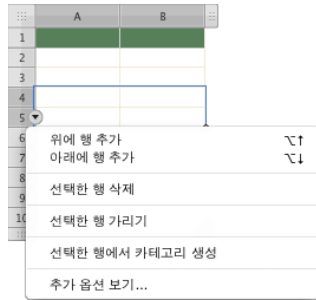 A B
1
2
3
4
5
6
7
8
9
10
위에 행 추가 ⌥↑
아래에 행 추가 ⌥↓
선택한 행 삭제
선택한 행 가리기
선택한 행에서 카테고리 생성
추가 옵션 보기...